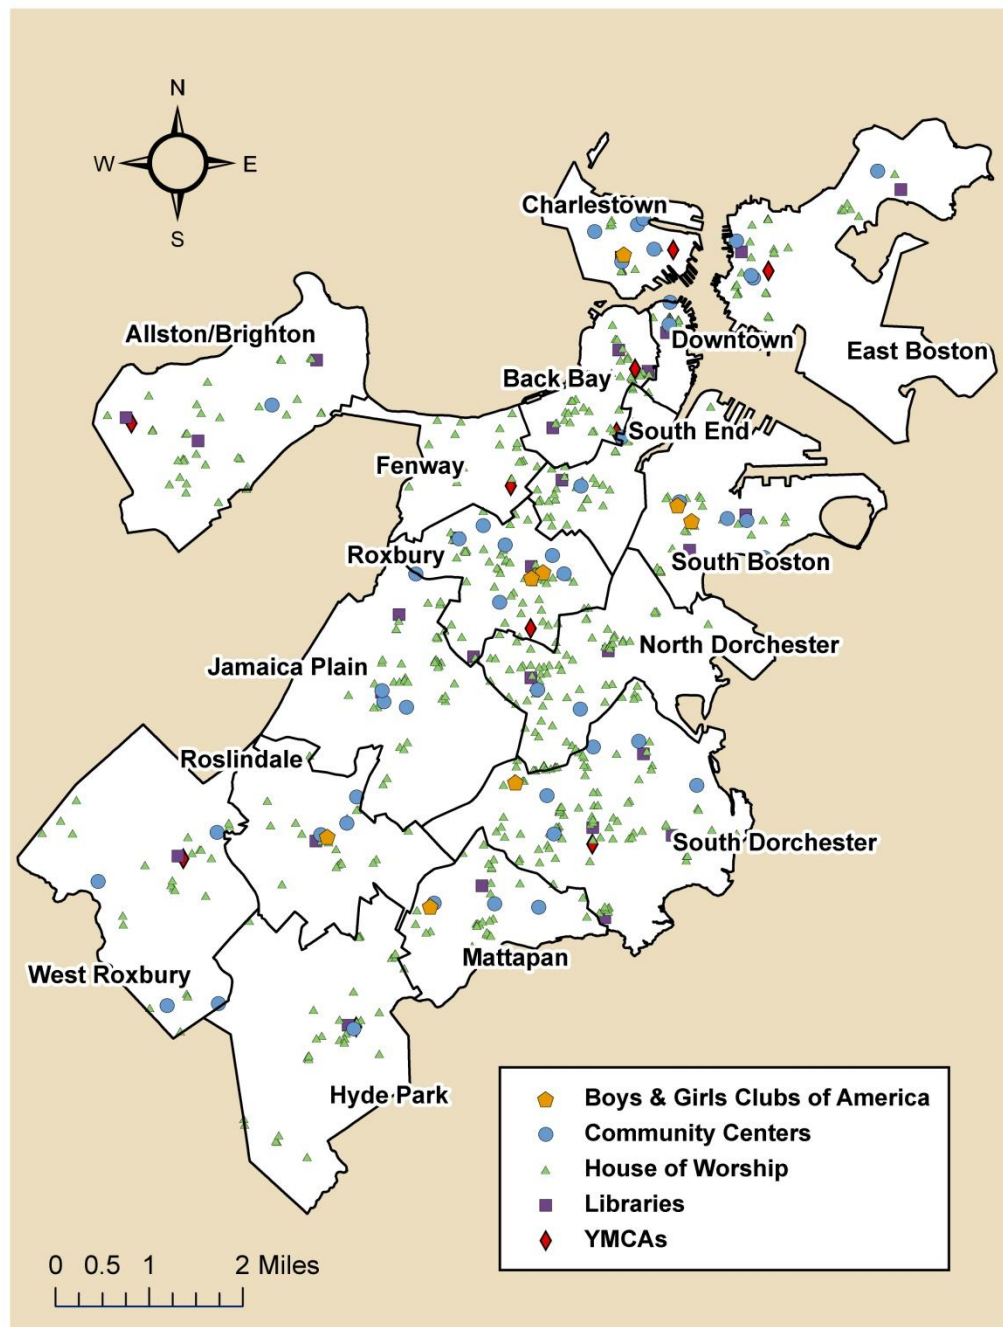 N
W E
S
Charlestown
Allston/Brighton
Downtown
East Boston
Back Bay
South End
Fenway
Roxbury
South Boston
North Dorchester
Jamaica Plain
Roslindale
South Dorchester
Mattapan
West Roxbury
Hyde Park
Boys & Girls Clubs of America
Community Centers
House of Worship
Libraries
YMCAs
0 0.5 1 2 Miles